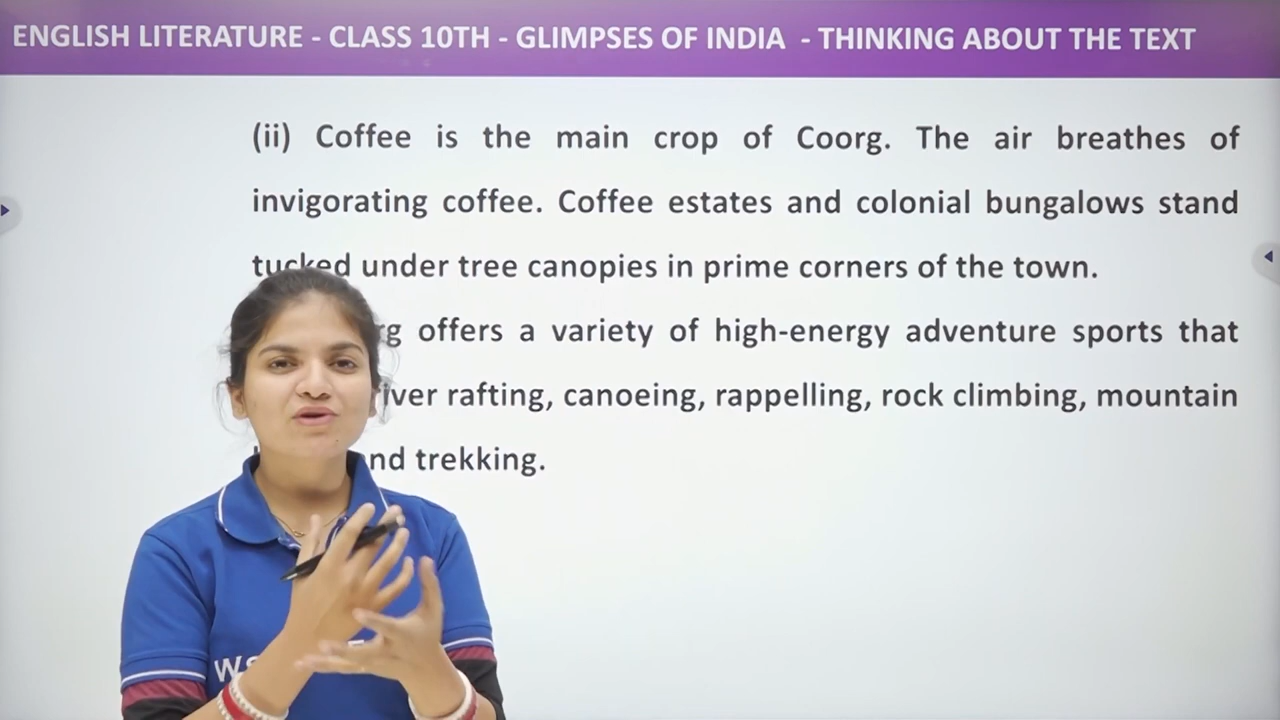 ENGLISH LITERATURE - CLASS 10TH - GLIMPSES OF INDIA - THINKING ABOUT THE TEXT
(ii) Coffee is the main crop of Coorg. The air breathes of
invigorating coffee. Coffee estates and colonial bungalows stand
tucked under tree canopies in prime corners of the town.
offers a variety of high-energy adventure sports that
river rafting, canoeing, rappelling, rock climbing, mountain
and trekking.